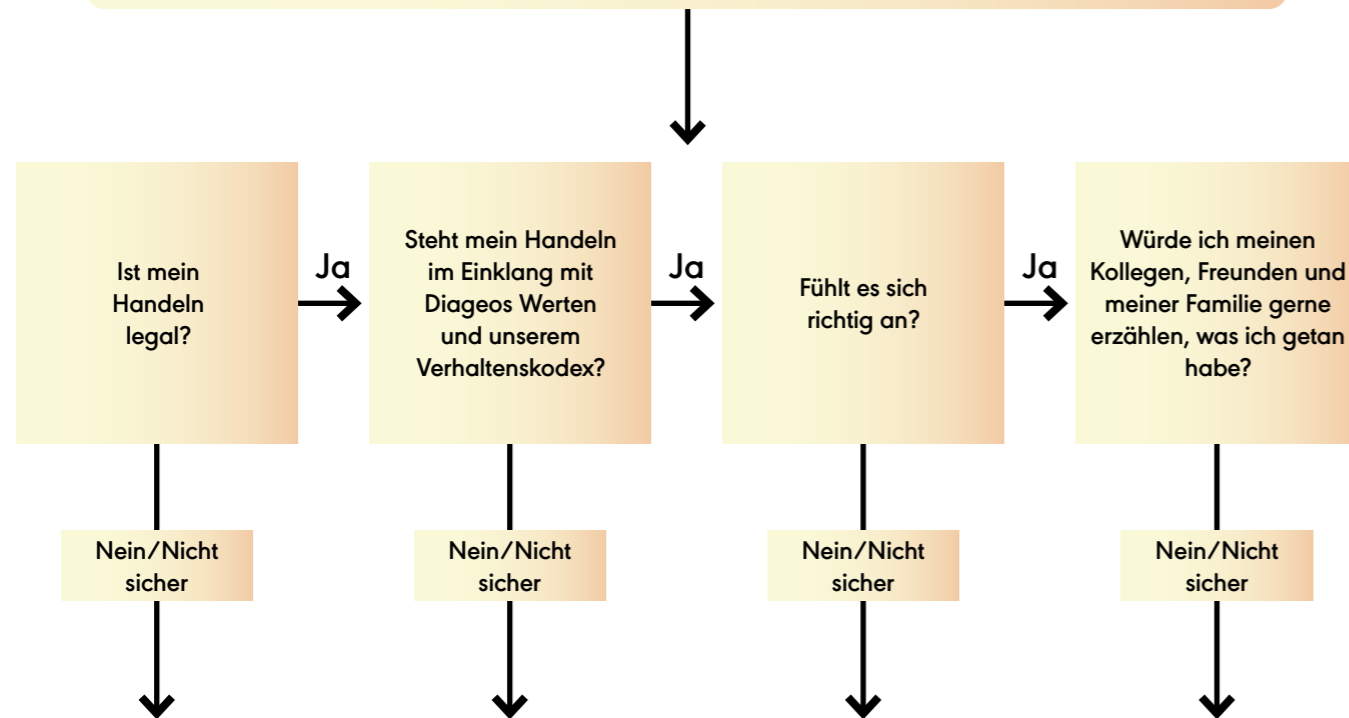 Ist mein
Handeln
legal?
Ja
Steht mein Handeln
im Einklang mit
Diageos Werten
und unserem
Verhaltenskodex?
Ja
Fühlt es sich
richtig an?
Ja
Würde ich meinen
Kollegen, Freunden und
meiner Familie gerne
erzählen, was ich getan
habe?
Nein/Nicht
sicher
Nein/Nicht
sicher
Nein/Nicht
sicher
Nein/Nicht
sicher